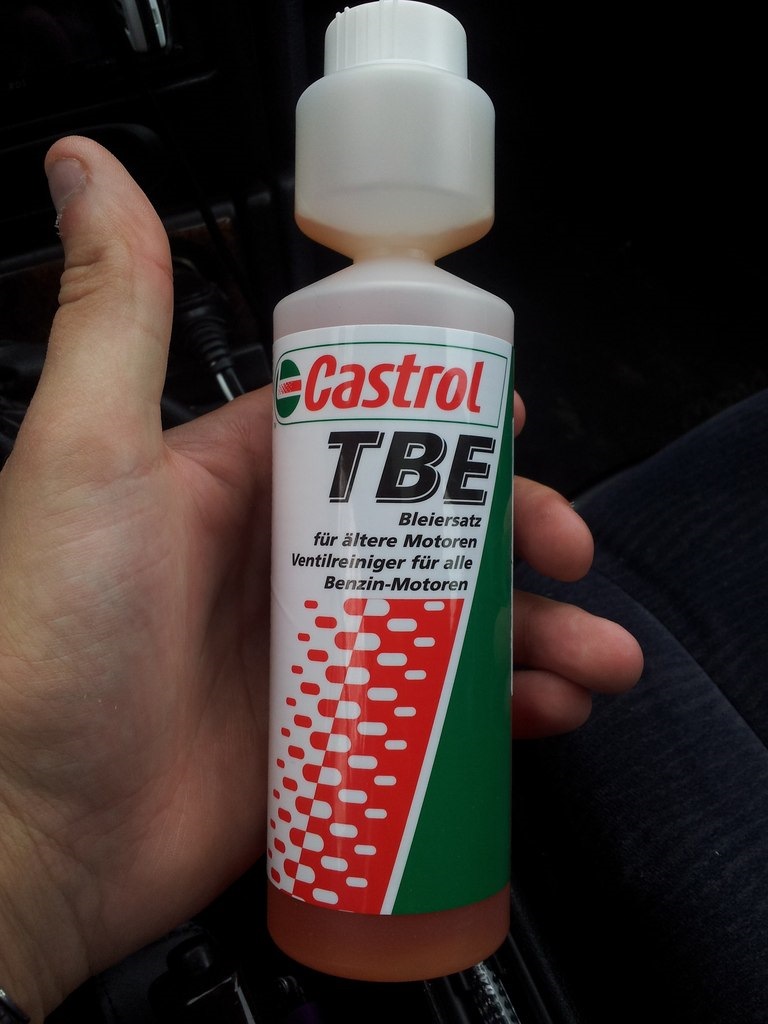 Castrol
TBE
Bleiersatz
für ältere Motoren
Ventilreiniger für alle
Benzin-Motoren